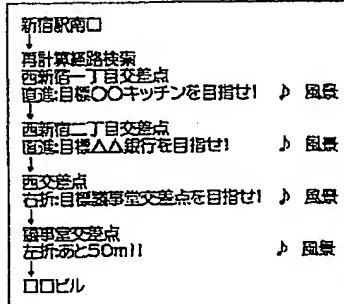 新宿駅南口
↓
再計算経路検索
西新宿一丁目交差点
直進:目標〇〇キッチンを目指せ! ♪ 風景
↓
西新宿二丁目交差点
直進:目標△△銀行を目指せ! ♪ 風景
↓
西交差点
右折:目標議事堂交差点を目指せ! ♪ 風景
↓
議事堂交差点
左折:あと50m!! ♪ 風景
↓
□□ビル